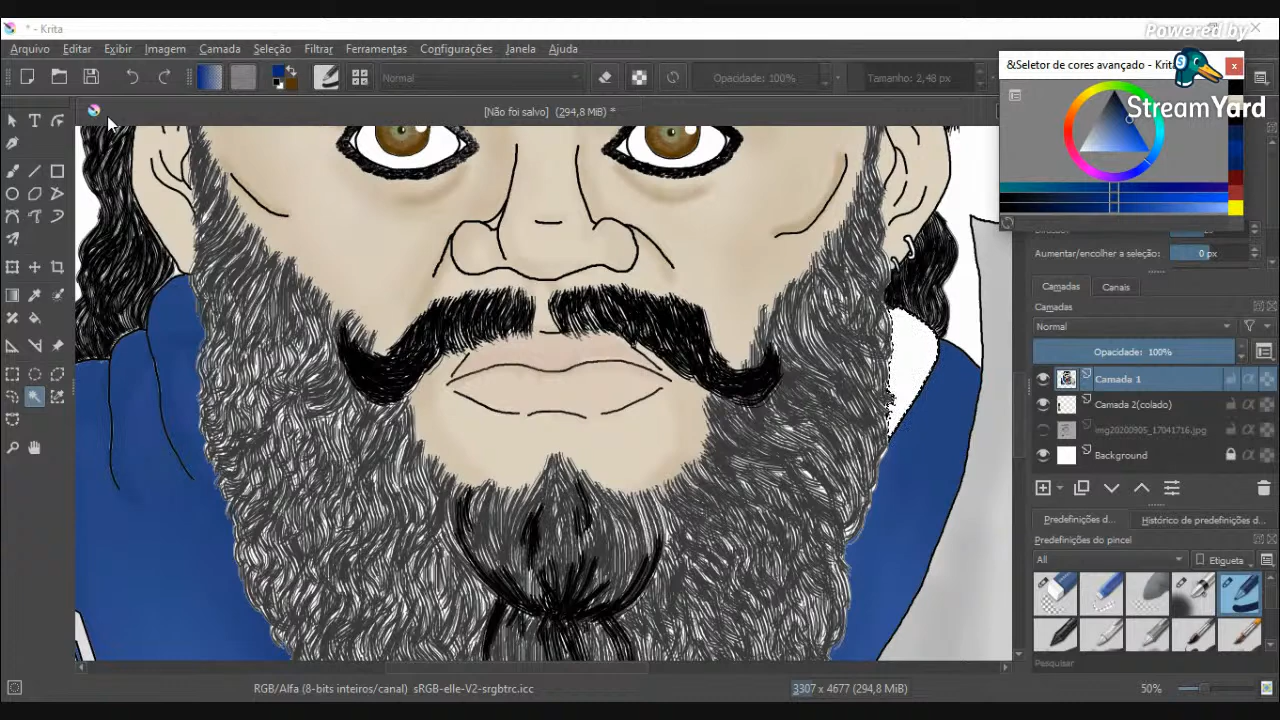 * - Krita
Powered by
Arquivo Editar Exibir Imagem Camada Seleção Filtrar Ferramentas Configurações Janela Ajuda
Normal Opacidade: 100% Tamanho: 2,48 px
&Seletor de cores avançado - Krita
StreamYard
[Não foi salvo] (294,8 MiB) *
Aumentar/encolher a seleção: 0 px
Camadas Canais
Camadas
Normal
Opacidade: 100%
Camada 1
Camada 2(colado)
img20200905_17041716.jpg
Background
Predefinições d... Histórico de predefinições d...
Predefinições do pincel
All Etiqueta
Pesquisar
RGB/Alfa (8-bits inteiros/canal) sRGB-elle-V2-srgbtrc.icc 3307 x 4677 (294,8 MiB) 50%